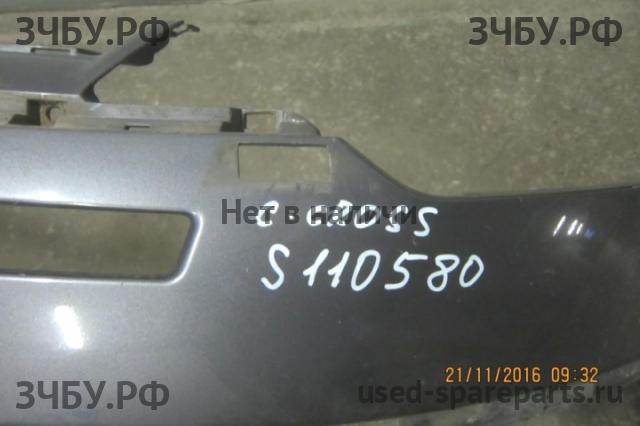 ЗЧБУ.РФ ЗЧБУ.РФ
Нет в наличии
C CROSS
S110580
21/11/2016 09:32
ЗЧБУ.РФ used-spareparts.ru